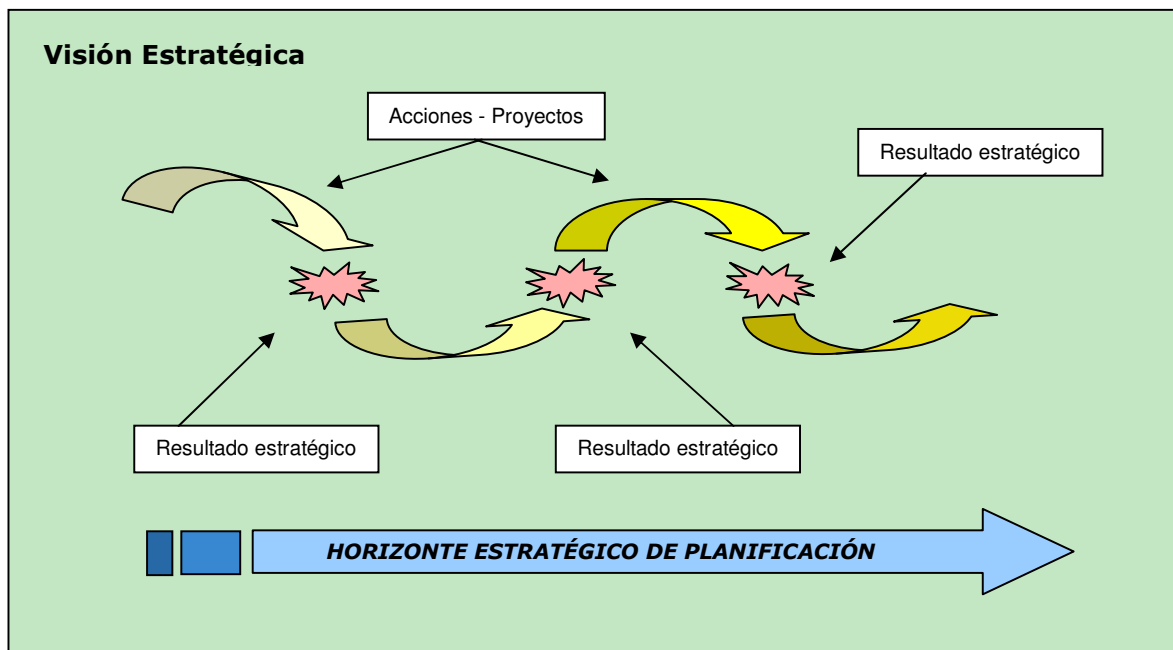 Visión Estratégica
Acciones - Proyectos
Resultado estratégico
Resultado estratégico
Resultado estratégico
HORIZONTE ESTRATÉGICO DE PLANIFICACIÓN